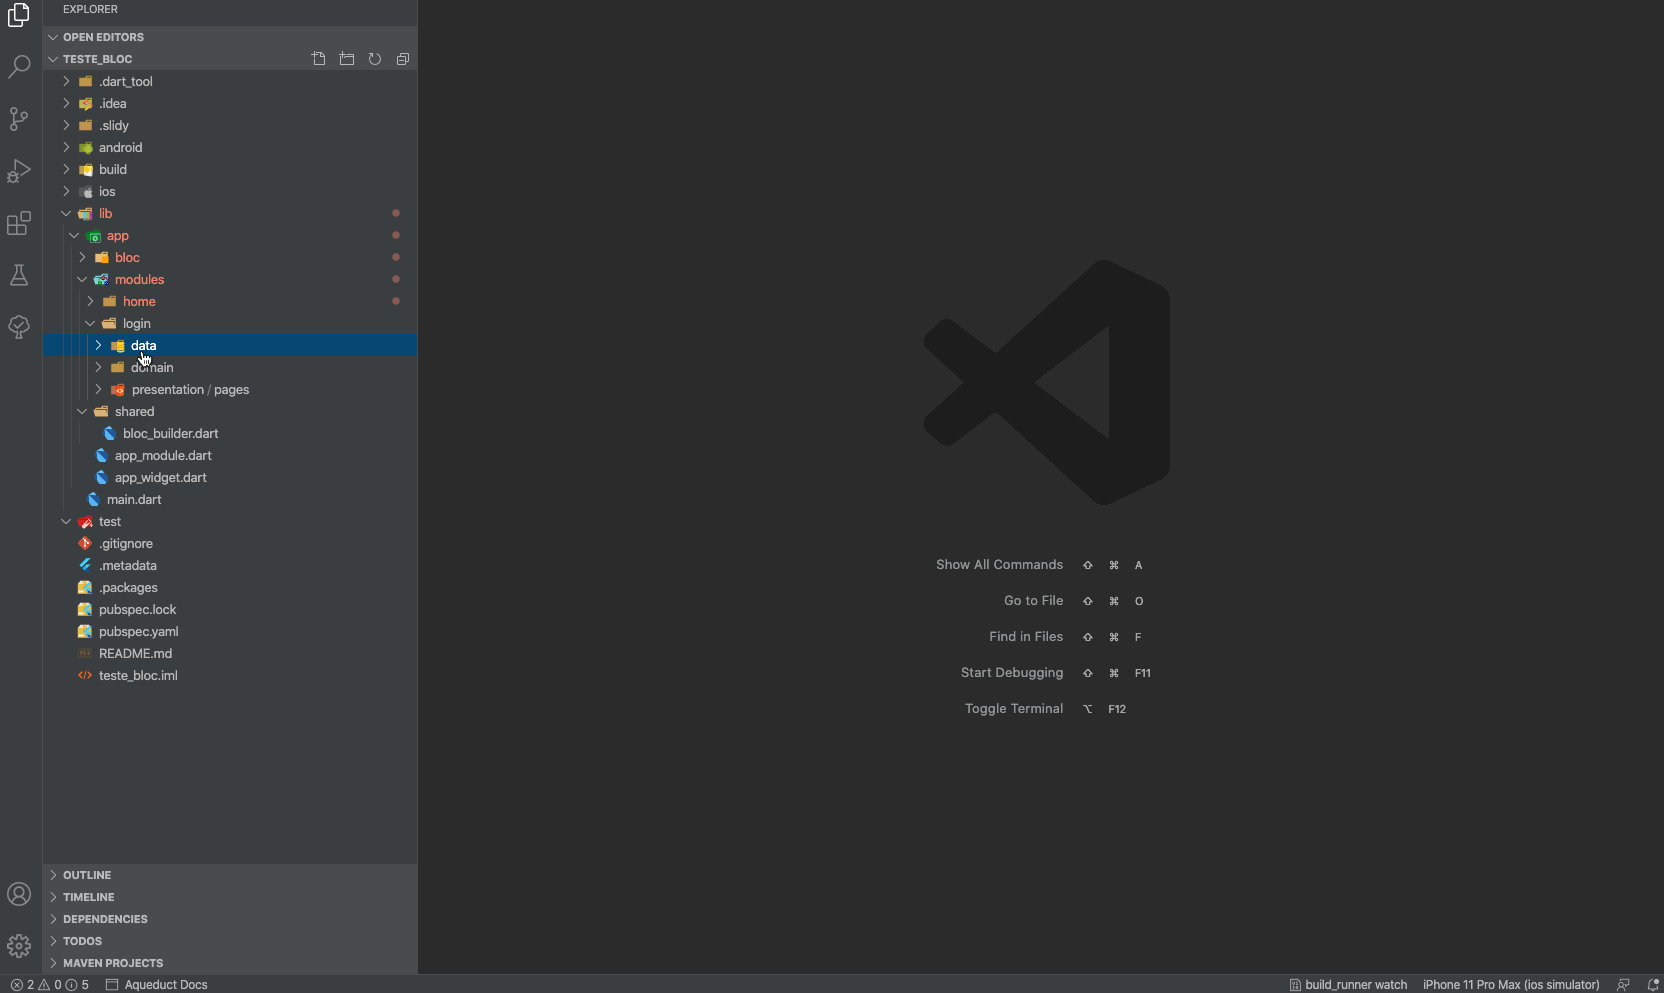 EXPLORER
OPEN EDITORS
TESTE_BLOC
.dart_tool
.idea
.slidy
android
build
ios
lib
app
bloc
modules
home
login
data
domain
presentation / pages
shared
bloc_builder.dart
app_module.dart
app_widget.dart
main.dart
test
.gitignore
.metadata
.packages
pubspec.lock
pubspec.yaml
README.md
teste_bloc.iml
Show All Commands ⇧ ⌘ A
Go to File ⇧ ⌘ O
Find in Files ⇧ ⌘ F
Start Debugging ⇧ ⌘ F11
Toggle Terminal ⌥ F12
OUTLINE
TIMELINE
DEPENDENCIES
TODOS
MAVEN PROJECTS
2 0 5 Aqueduct Docs build_runner watch iPhone 11 Pro Max (ios simulator)